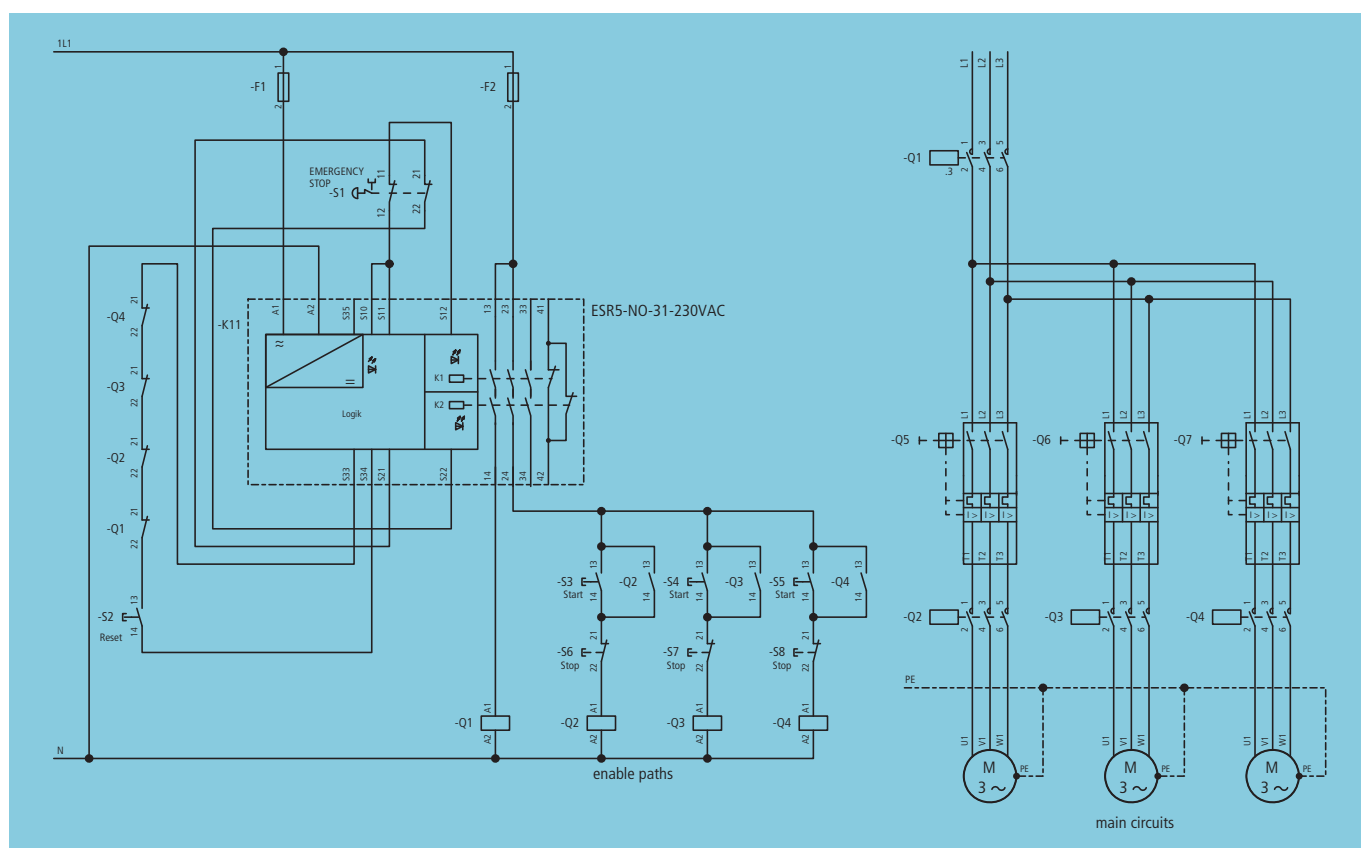 1L1
1
-F1
2
1
-F2
2
EMERGENCY
STOP
-S1
11
12
21
22
-K11
ESR5-NO-31-230VAC
A1
A2
S35
S10
S11
S12
13
23
33
41
≂
=
K1
K2
Logik
S33
S34
S21
S22
14
24
34
42
21
-Q4
22
21
-Q3
22
21
-Q2
22
21
-Q1
22
13
-S2
Reset
14
13
-S3
Start
14
13
-Q2
14
13
-S4
Start
14
13
-Q3
14
13
-S5
Start
14
13
-Q4
14
21
-S6
Stop
22
21
-S7
Stop
22
21
-S8
Stop
22
A1
-Q1
A2
A1
-Q2
A2
A1
-Q3
A2
A1
-Q4
A2
N
enable paths
L1
L2
L3
-Q1
.3
1
3
5
2
4
6
L1
L2
L3
-Q5
I >
I >
I >
T1
T2
T3
L1
L2
L3
-Q6
I >
I >
I >
T1
T2
T3
L1
L2
L3
-Q7
I >
I >
I >
T1
T2
T3
-Q2
1
3
5
2
4
6
-Q3
1
3
5
2
4
6
-Q4
1
3
5
2
4
6
PE
U1
V1
W1
M
3 ~
PE
U1
V1
W1
M
3 ~
PE
U1
V1
W1
M
3 ~
PE
main circuits